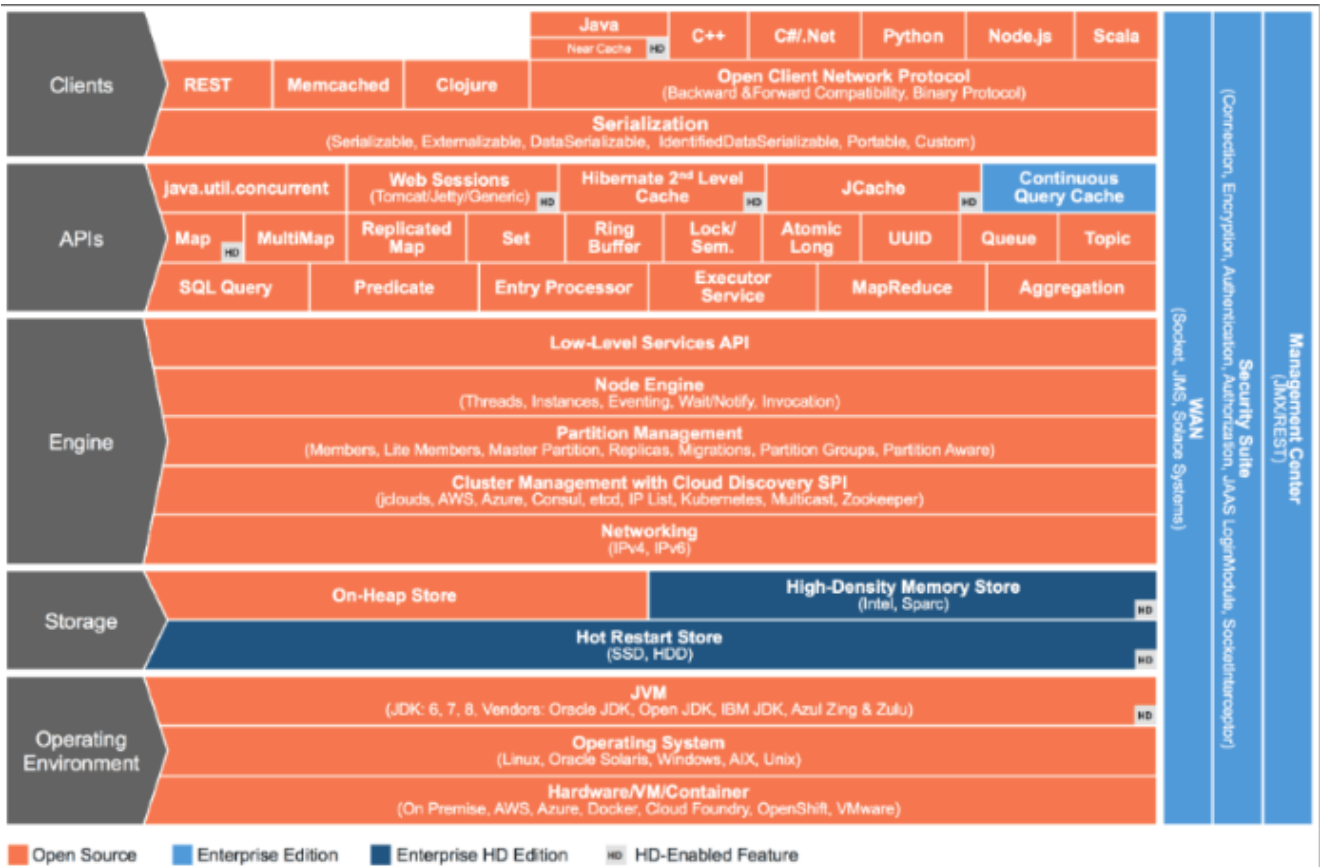 Clients
Java
Near Cache HD
C++
C#/.Net
Python
Node.js
Scala
REST
Memcached
Clojure
Open Client Network Protocol
(Backward &Forward Compatibility, Binary Protocol)
Serialization
(Serializable, Externalizable, DataSerializable, IdentifiedDataSerializable, Portable, Custom)
APIs
java.util.concurrent
Web Sessions
(Tomcat/Jetty/Generic) HD
Hibernate 2nd Level
Cache HD
JCache HD
Continuous
Query Cache
Map HD
MultiMap
Replicated
Map
Set
Ring
Buffer
Lock/
Sem.
Atomic
Long
UUID
Queue
Topic
SQL Query
Predicate
Entry Processor
Executor
Service
MapReduce
Aggregation
Engine
Low-Level Services API
Node Engine
(Threads, Instances, Eventing, Wait/Notify, Invocation)
Partition Management
(Members, Lite Members, Master Partition, Replicas, Migrations, Partition Groups, Partition Aware)
Cluster Management with Cloud Discovery SPI
(jclouds, AWS, Azure, Consul, etcd, IP List, Kubernetes, Multicast, Zookeeper)
Networking
(IPv4, IPv6)
Storage
On-Heap Store
High-Density Memory Store
(Intel, Sparc)
HD
Hot Restart Store
(SSD, HDD)
HD
Operating
Environment
JVM
(JDK: 6, 7, 8, Vendors: Oracle JDK, Open JDK, IBM JDK, Azul Zing & Zulu)
HD
Operating System
(Linux, Oracle Solaris, Windows, AIX, Unix)
Hardware/VM/Container
(On Premise, AWS, Azure, Docker, Cloud Foundry, OpenShift, VMware)
WAN
(Socket, JMS, Solace Systems)
Security Suite
(Connection, Encryption, Authentication, Authorization, JAAS LoginModule, SocketInterceptor)
Management Center
(JMX/REST)
Open Source
Enterprise Edition
Enterprise HD Edition
HD HD-Enabled Feature